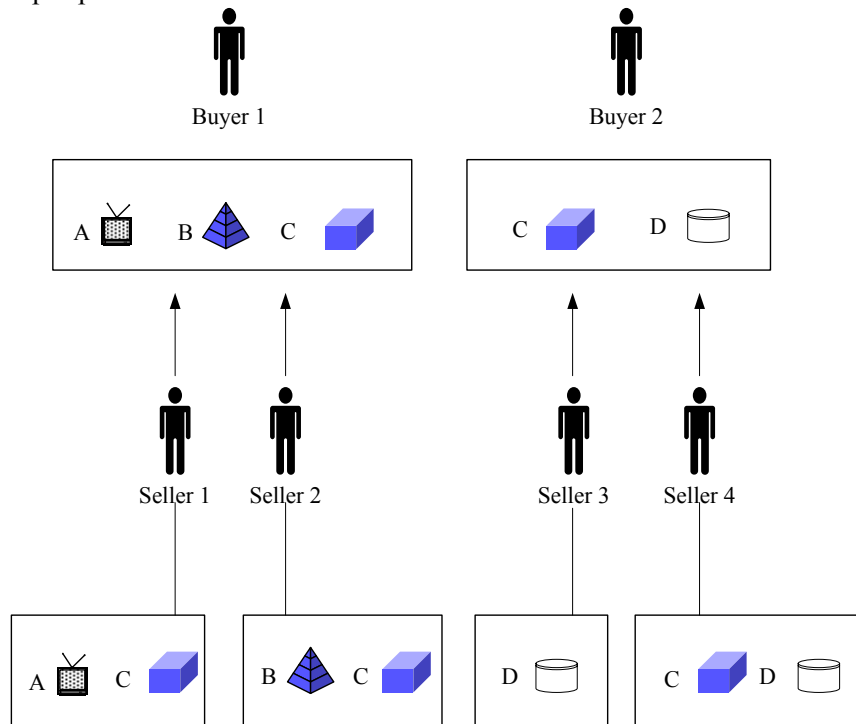 Buyer 1
Buyer 2
A B C
C D
Seller 1 Seller 2 Seller 3 Seller 4
A C
B C
D
C D